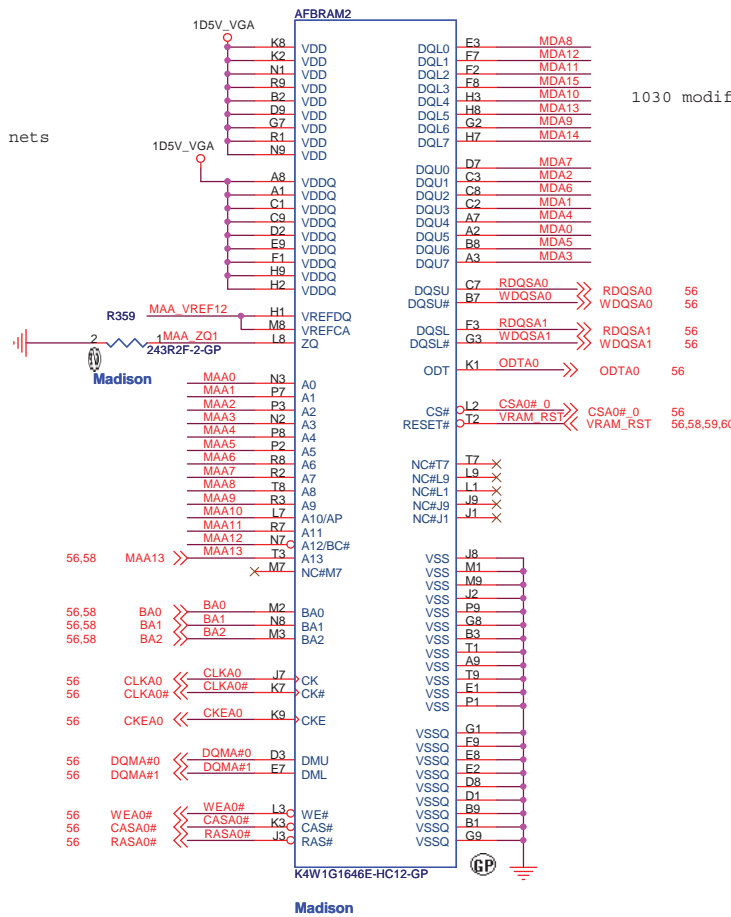 AFBRAM2
1D5V_VGA
K8 VDD DQL0 E3 MDA8
K2 VDD DQL1 F7 MDA12
N1 VDD DQL2 F2 MDA11
R9 VDD DQL3 F8 MDA15
B2 VDD DQL4 H3 MDA10
1030 modif
D9 VDD DQL5 H8 MDA13
G7 VDD DQL6 G2 MDA9
nets
R1 VDD DQL7 H7 MDA14
1D5V_VGA
N9 VDD
DQU0 D7 MDA7
A8 VDDQ DQU1 C3 MDA2
A1 VDDQ DQU2 C8 MDA6
C1 VDDQ DQU3 C2 MDA1
C9 VDDQ DQU4 A7 MDA4
D2 VDDQ DQU5 A2 MDA0
E9 VDDQ DQU6 B8 MDA5
F1 VDDQ DQU7 A3 MDA3
H9 VDDQ
H2 VDDQ DQSU C7 RDQSA0 RDQSA0 56
DQSU# B7 WDQSA0 WDQSA0 56
R359 MAA_VREF12 H1 VREFDQ
M8 VREFCA DQSL F3 RDQSA1 RDQSA1 56
2 1 MAA_ZQ1 L8 ZQ DQSL# G3 WDQSA1 WDQSA1 56
243R2F-2-GP
ODT K1 ODTA0 56
Madison
MAA0 N3 A0
MAA1 P7 A1
MAA2 P3 A2 CS# L2 CSA0#_0 CSA0#_0 56
MAA3 N2 A3 RESET# T2 VRAM_RST VRAM_RST 56,58,59,60
MAA4 P8 A4
MAA5 P2 A5
MAA6 R8 A6 NC#T7 T7
MAA7 R2 A7 NC#L9 L9
MAA8 T8 A8 NC#L1 L1
MAA9 R3 A9 NC#J9 J9
MAA10 L7 A10/AP NC#J1 J1
MAA11 R7 A11
MAA12 N7 A12/BC#
56,58 MAA13 MAA13 T3 A13 VSS J8
M7 NC#M7 VSS M1
VSS M9
VSS J2
56,58 BA0 BA0 M2 BA0 VSS P9
56,58 BA1 BA1 N8 BA1 VSS G8
56,58 BA2 BA2 M3 BA2 VSS B3
VSS T1
VSS A9
56 CLKA0 CLKA0 J7 CK VSS T9
56 CLKA0# CLKA0# K7 CK# VSS E1
VSS P1
56 CKEA0 CKEA0 K9 CKE
VSSQ G1
VSSQ F9
56 DQMA#0 DQMA#0 D3 DMU VSSQ E8
56 DQMA#1 DQMA#1 E7 DML VSSQ E2
VSSQ D8
VSSQ D1
56 WEA0# WEA0# L3 WE# VSSQ B9
56 CASA0# CASA0# K3 CAS# VSSQ B1
56 RASA0# RASA0# J3 RAS# VSSQ G9
K4W1G1646E-HC12-GP
GP
Madison